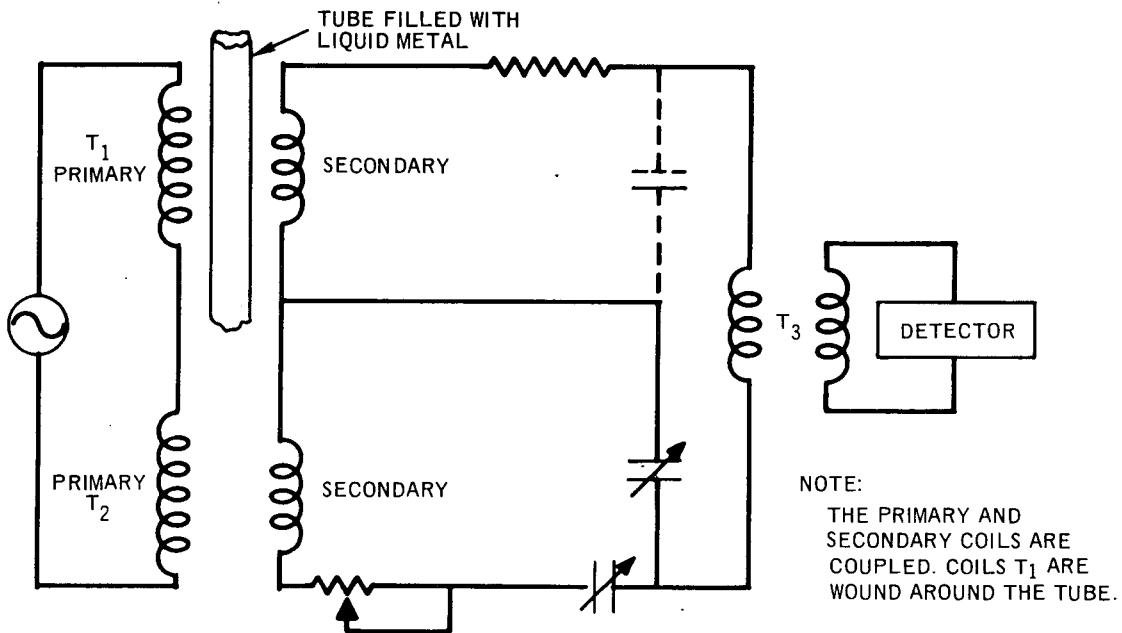 TUBE FILLED WITH
LIQUID METAL
T1
PRIMARY
SECONDARY
T3
DETECTOR
PRIMARY
T2
SECONDARY
NOTE:
THE PRIMARY AND
SECONDARY COILS ARE
COUPLED. COILS T1 ARE
WOUND AROUND THE TUBE.